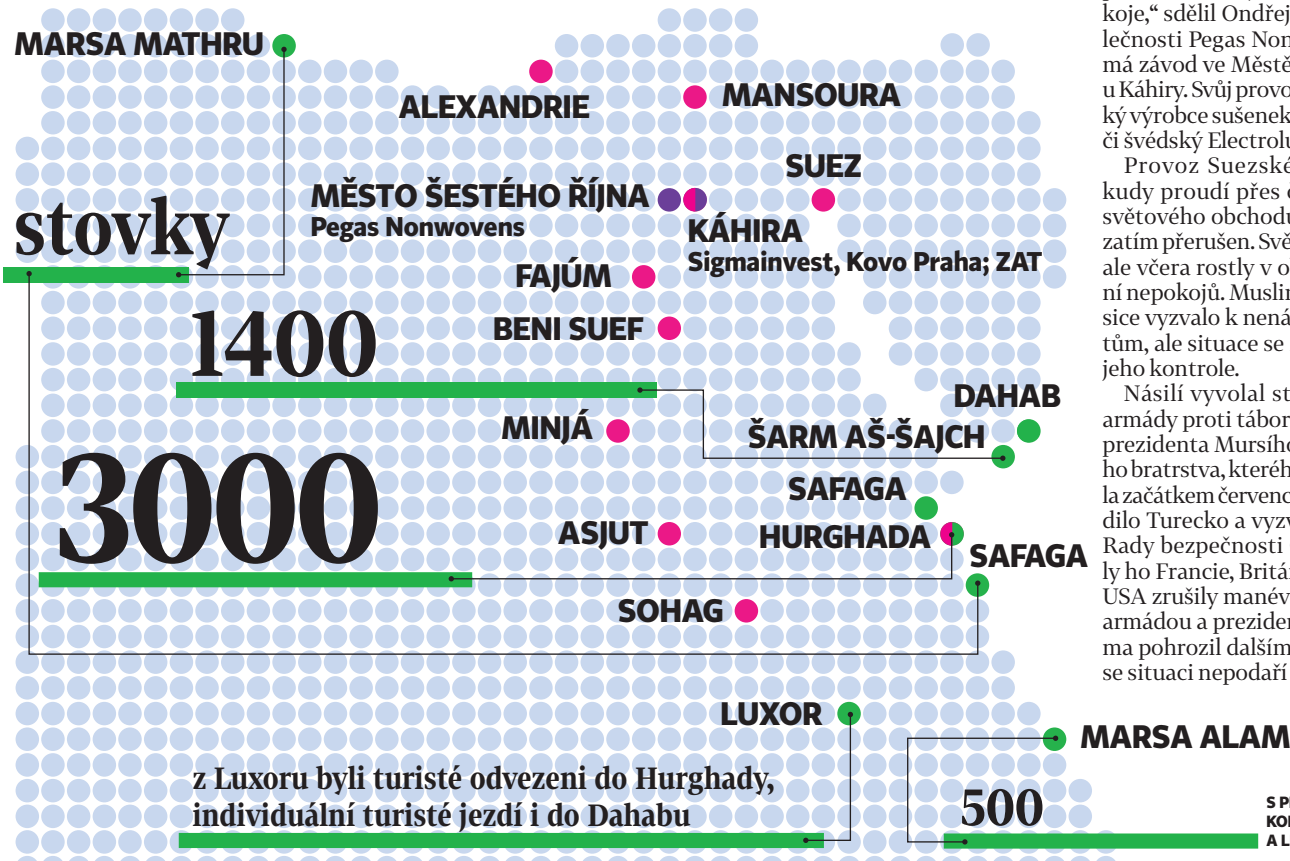 MARSA MATHRU
ALEXANDRIE
MANSOURA
SUEZ
MĚSTO ŠESTÉHO ŘÍJNA
Pegas Nonwovens
KÁHIRA
Sigmainvest, Kovo Praha; ZAT
stovky
FAJÚM
BENI SUEF
1400
DAHAB
MINJÁ
ŠARM AŠ-ŠAJCH
3000
SAFAGA
ASJUT
HURGHADA
SAFAGA
SOHAG
LUXOR
MARSA ALAM
z Luxoru byli turisté odvezeni do Hurghady,
individuální turisté jezdí i do Dahabu
500
koje,“ sdělil Ondřej
lečnosti Pegas Non
má závod ve Městě
u Káhiry. Svůj provo
ký výrobce sušenek
či švédský Electrolu
Provoz Suezské
kudy proudí přes
světového obchodu
zatím přerušen. Svě
ale včera rostly v o
ní nepokojů. Muslim
sice vyzvalo k nená
tům, ale situace se
jeho kontrole.
Násilí vyvolal st
armády proti tábor
prezidenta Mursího
ho bratrstva, kteréh
la začátkem červenc
dilo Turecko a vyzv
Rady bezpečnosti
ly ho Francie, Britán
USA zrušily manév
armádou a preziden
ma pohrozil dalším
se situaci nepodaří
S P
KO
A L